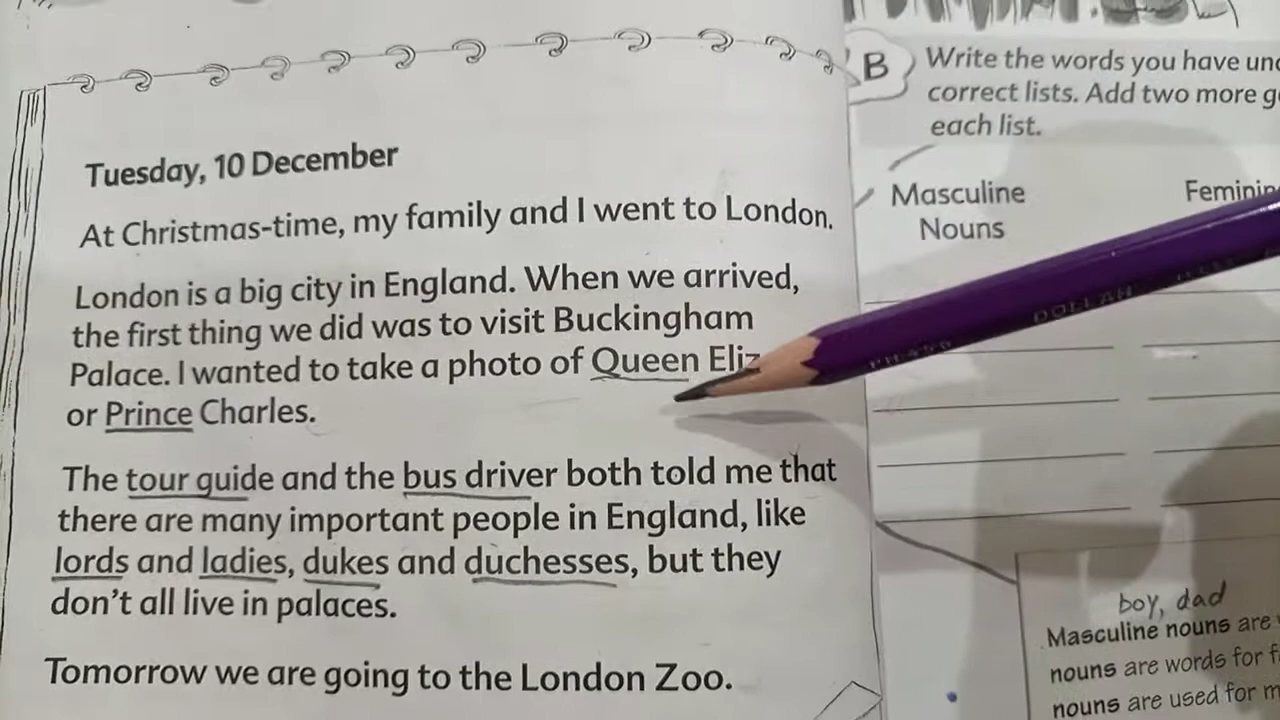 Tuesday, 10 December
At Christmas-time, my family and I went to London.
London is a big city in England. When we arrived,
the first thing we did was to visit Buckingham
Palace. I wanted to take a photo of Queen
or Prince Charles.
The tour guide and the bus driver both told me that
there are many important people in England, like
lords and ladies, dukes and duchesses, but they
don't all live in palaces.
Tomorrow we are going to the London Zoo.
B
Write the words you have
correct lists. Add two more
each list.
Masculine
Nouns
DOLLAR
boy, dad
Masculine nouns are
nouns are words for
nouns are used for